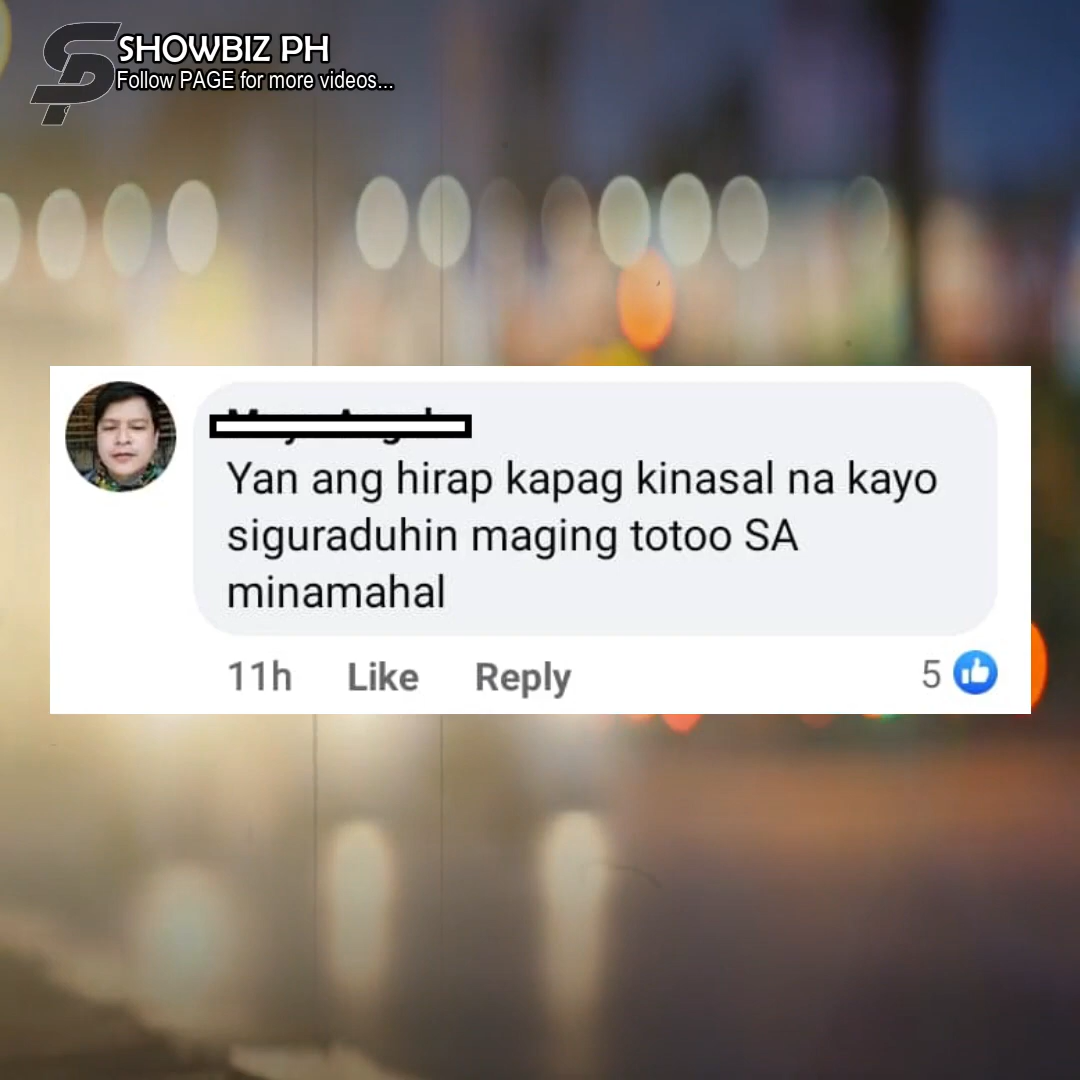 SHOWBIZ PH
Follow PAGE for more videos...
Yan ang hirap kapag kinasal na kayo
siguraduhin maging totoo SA
minamahal
11h Like Reply 5